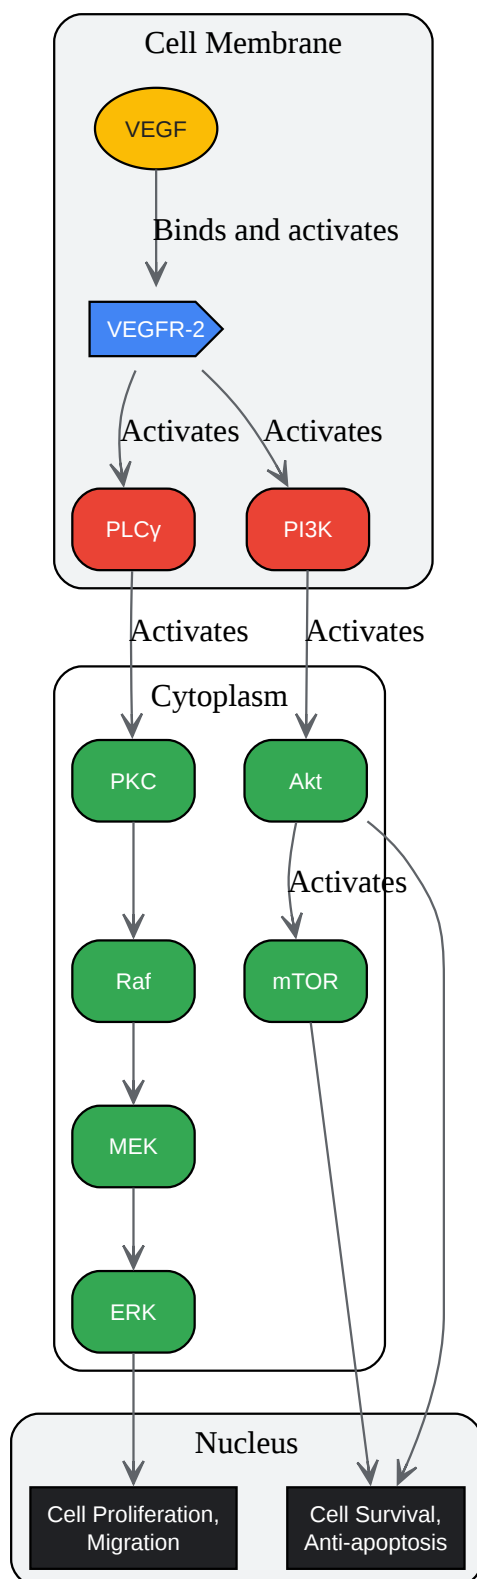 Cell Membrane
VEGF
Binds and activates
VEGFR-2
Activates
Activates
PLCγ
PI3K
Activates
Activates
Cytoplasm
PKC
Akt
Activates
Raf
mTOR
MEK
ERK
Nucleus
Cell Proliferation,
Migration
Cell Survival,
Anti-apoptosis